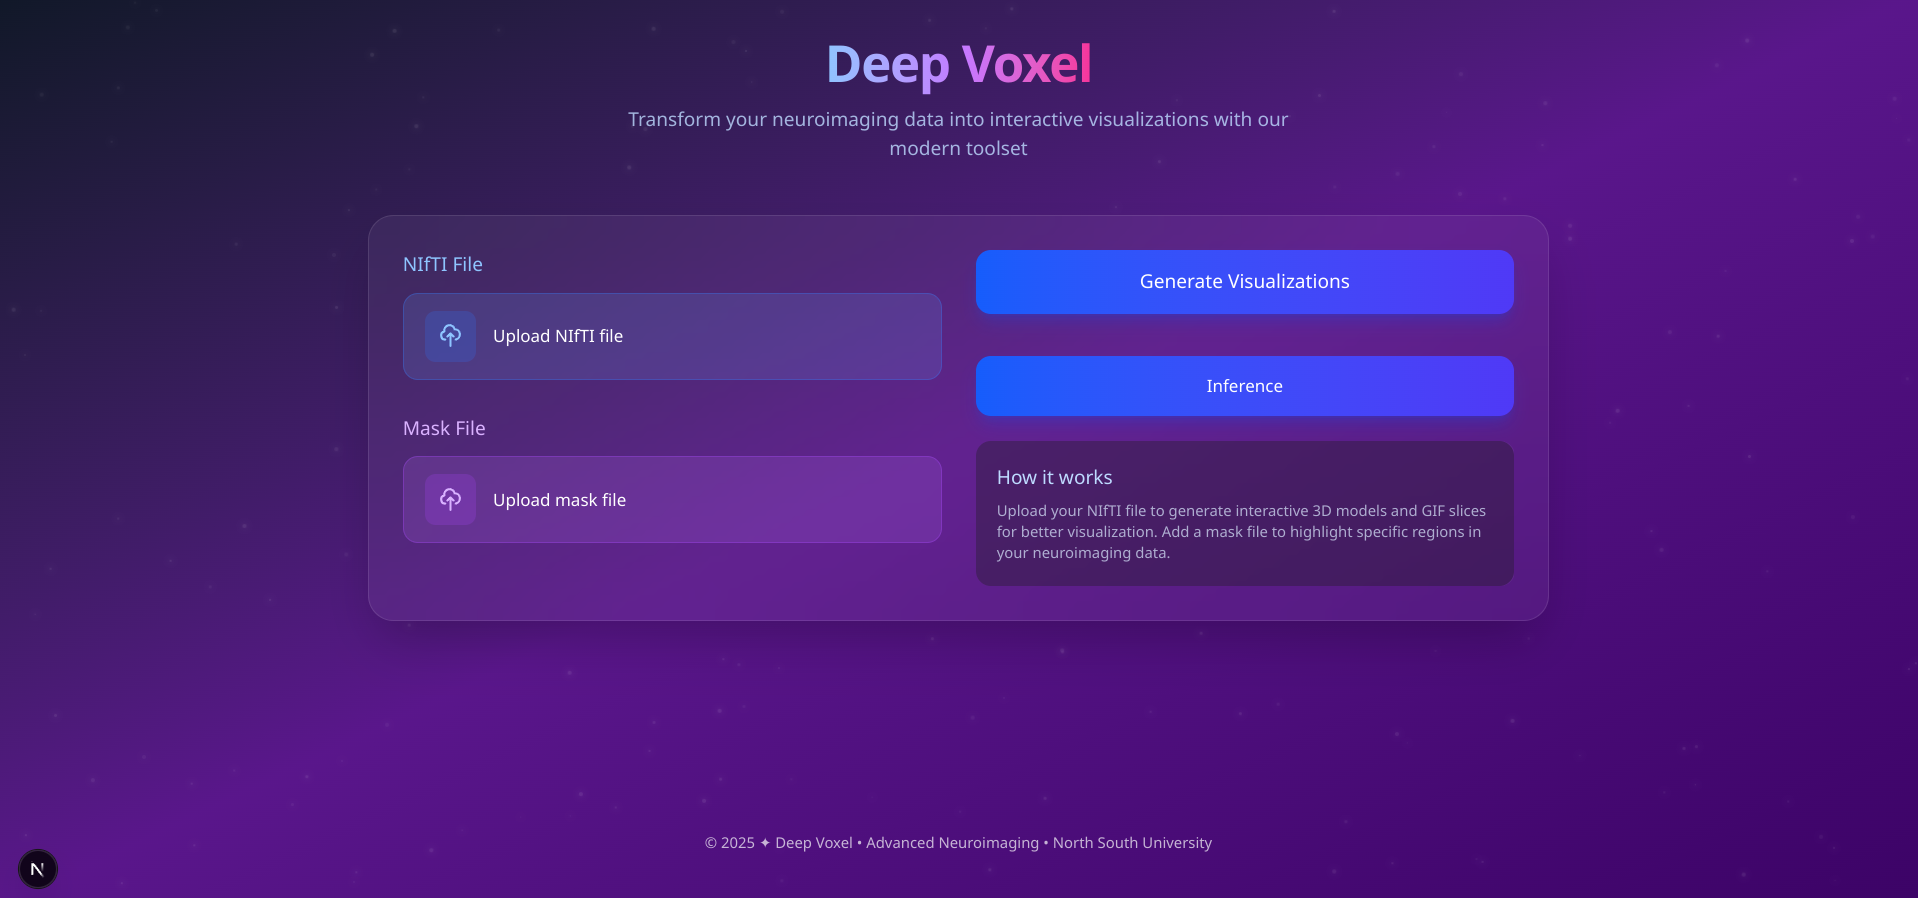 Deep Voxel
Transform your neuroimaging data into interactive visualizations with our
modern toolset
NIfTI File
Upload NIfTI file
Mask File
Upload mask file
Generate Visualizations
Inference
How it works
Upload your NIfTI file to generate interactive 3D models and GIF slices
for better visualization. Add a mask file to highlight specific regions in
your neuroimaging data.
© 2025 ✦ Deep Voxel • Advanced Neuroimaging • North South University
N